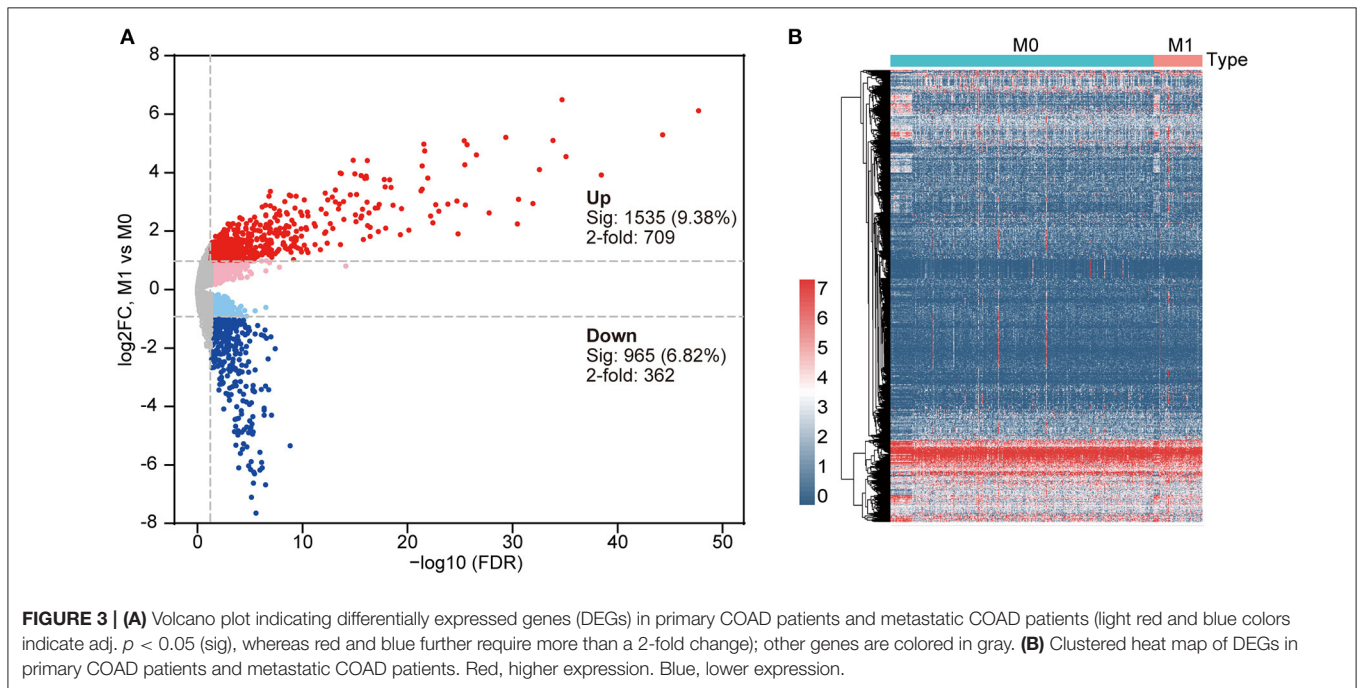 A
8
6
4
2
0
-2
-4
-6
-8
log2FC, M1 vs M0
Up
Sig: 1535 (9.38%)
2-fold: 709
Down
Sig: 965 (6.82%)
2-fold: 362
0 10 20 30 40 50
−log10 (FDR)
B
M0 M1
Type
7
6
5
4
3
2
1
0
FIGURE 3 | (A) Volcano plot indicating differentially expressed genes (DEGs) in primary COAD patients and metastatic COAD patients (light red and blue colors
indicate adj. p < 0.05 (sig), whereas red and blue further require more than a 2-fold change); other genes are colored in gray. (B) Clustered heat map of DEGs in
primary COAD patients and metastatic COAD patients. Red, higher expression. Blue, lower expression.